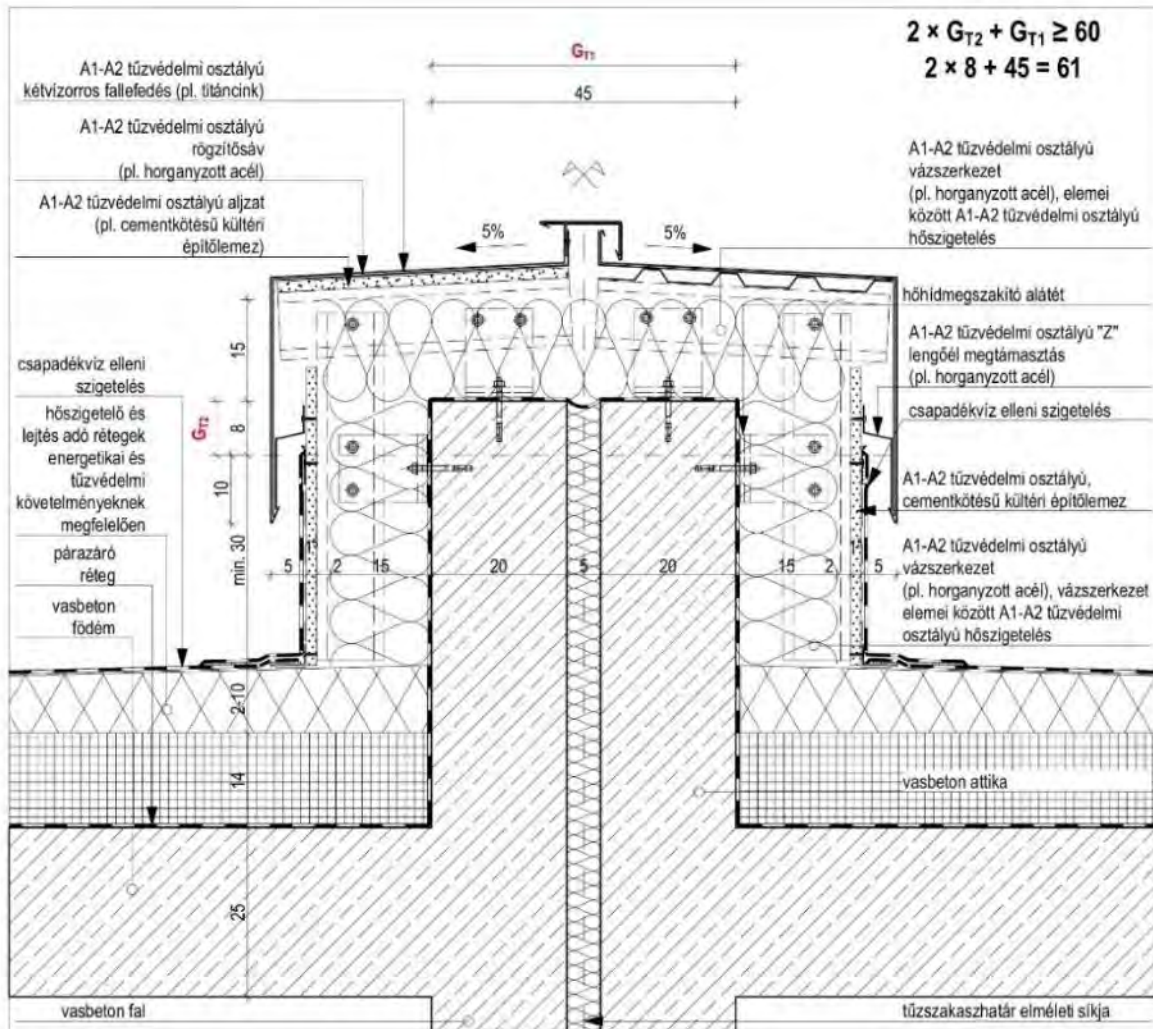 2 × GT2 + GT1 ≥ 60
2 × 8 + 45 = 61
GT1
45
A1-A2 tűzvédelmi osztályú
kétvízorros fallefedés (pl. titáncink)
A1-A2 tűzvédelmi osztályú
rögzítősáv
(pl. horganyzott acél)
A1-A2 tűzvédelmi osztályú aljzat
(pl. cementkötésű kültéri
építőlemez)
csapadékvíz elleni
szigetelés
hőszigetelő és
lejtés adó rétegek
energetikai és
tűzvédelmi
követelményeknek
megfelelően
párazáró
réteg
vasbeton
födém
vasbeton fal
5%
5%
15
GT2
8
10
min. 30
5
2
15
20
5
20
15
2
5
2-10
14
25
A1-A2 tűzvédelmi osztályú
vázszerkezet
(pl. horganyzott acél), elemei
között A1-A2 tűzvédelmi osztályú
hőszigetelés
hőhídmegszakító alátét
A1-A2 tűzvédelmi osztályú "Z"
lengőél megtámasztás
(pl. horganyzott acél)
csapadékvíz elleni szigetelés
A1-A2 tűzvédelmi osztályú,
cementkötésű kültéri építőlemez
A1-A2 tűzvédelmi osztályú
vázszerkezet
(pl. horganyzott acél), vázszerkezet
elemei között A1-A2 tűzvédelmi
osztályú hőszigetelés
vasbeton attika
tűzszakaszhatár elméleti síkja